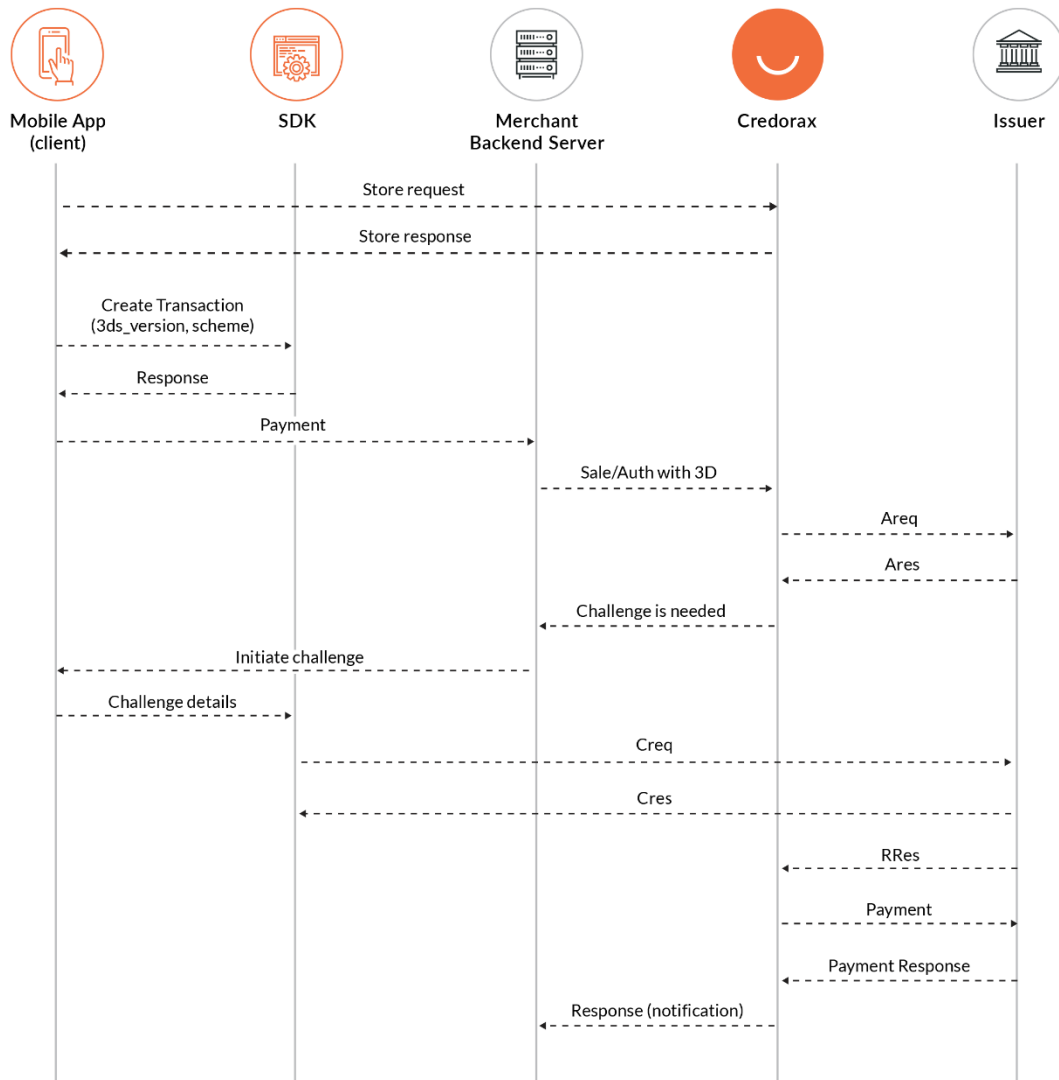 Mobile App
(client)
SDK
Merchant
Backend Server
Credorax
Issuer
Store request
Store response
Create Transaction
(3ds_version, scheme)
Response
Payment
Sale/Auth with 3D
Areq
Ares
Challenge is needed
Initiate challenge
Challenge details
Creq
Cres
RRes
Payment
Payment Response
Response (notification)